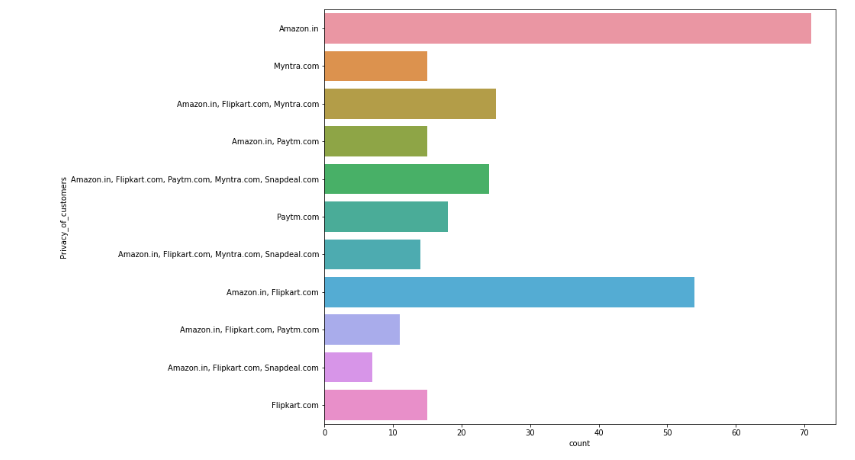 Amazon.in
Myntra.com
Amazon.in, Flipkart.com, Myntra.com
Amazon.in, Paytm.com
Amazon.in, Flipkart.com, Paytm.com, Myntra.com, Snapdeal.com
Paytm.com
Amazon.in, Flipkart.com, Myntra.com, Snapdeal.com
Amazon.in, Flipkart.com
Amazon.in, Flipkart.com, Paytm.com
Amazon.in, Flipkart.com, Snapdeal.com
Flipkart.com
Privacy_of_customers
0 10 20 30 40 50 60 70
count